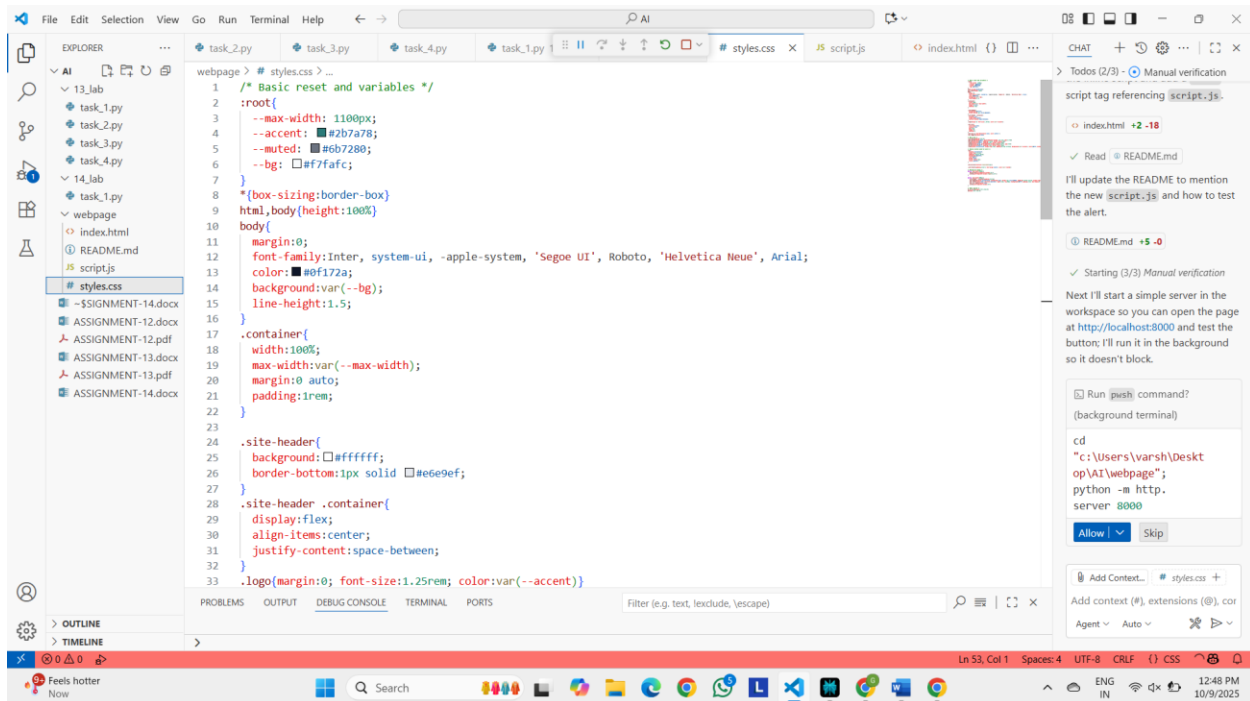 File Edit Selection View Go Run Terminal Help
AI
EXPLORER
AI
13_lab
task_1.py
task_2.py
task_3.py
task_4.py
14_lab
task_1.py
webpage
index.html
README.md
JS script.js
# styles.css
~$SIGNMENT-14.docx
ASSIGNMENT-12.docx
ASSIGNMENT-12.pdf
ASSIGNMENT-13.docx
ASSIGNMENT-13.pdf
ASSIGNMENT-14.docx
OUTLINE
TIMELINE
1
task_2.py task_3.py task_4.py task_1.py 1 # styles.css JS script.js index.html {}
webpage > # styles.css > ...
1 /* Basic reset and variables */
2 :root{
3 --max-width: 1100px;
4 --accent: #2b7a78;
5 --muted: #6b7280;
6 --bg: #f7fafc;
7 }
8 *{box-sizing:border-box}
9 html,body{height:100%}
10 body{
11 margin:0;
12 font-family:Inter, system-ui, -apple-system, 'Segoe UI', Roboto, 'Helvetica Neue', Arial;
13 color:#0f172a;
14 background:var(--bg);
15 line-height:1.5;
16 }
17 .container{
18 width:100%;
19 max-width:var(--max-width);
20 margin:0 auto;
21 padding:1rem;
22 }
23
24 .site-header{
25 background:#ffffff;
26 border-bottom:1px solid #e6e9ef;
27 }
28 .site-header .container{
29 display:flex;
30 align-items:center;
31 justify-content:space-between;
32 }
33 .logo{margin:0; font-size:1.25rem; color:var(--accent)}
PROBLEMS OUTPUT DEBUG CONSOLE TERMINAL PORTS
Filter (e.g. text, !exclude, \escape)
CHAT
Todos (2/3) - Manual verification
script tag referencing script.js.
index.html +2 -18
Read README.md
I'll update the README to mention
the new script.js and how to test
the alert.
README.md +5 -0
Starting (3/3) Manual verification
Next I'll start a simple server in the
workspace so you can open the page
at http://localhost:8000 and test the
button; I'll run it in the background
so it doesn't block.
Run pwsh command?
(background terminal)
cd
"c:\Users\varsh\Deskt
op\AI\webpage";
python -m http.
server 8000
Allow Skip
Add Context... # styles.css +
Add context (#), extensions (@), cor
Agent Auto
0 0
Ln 53, Col 1 Spaces: 4 UTF-8 CRLF {} CSS
9+
Feels hotter
Now
Search
ENG
IN
12:48 PM
10/9/2025